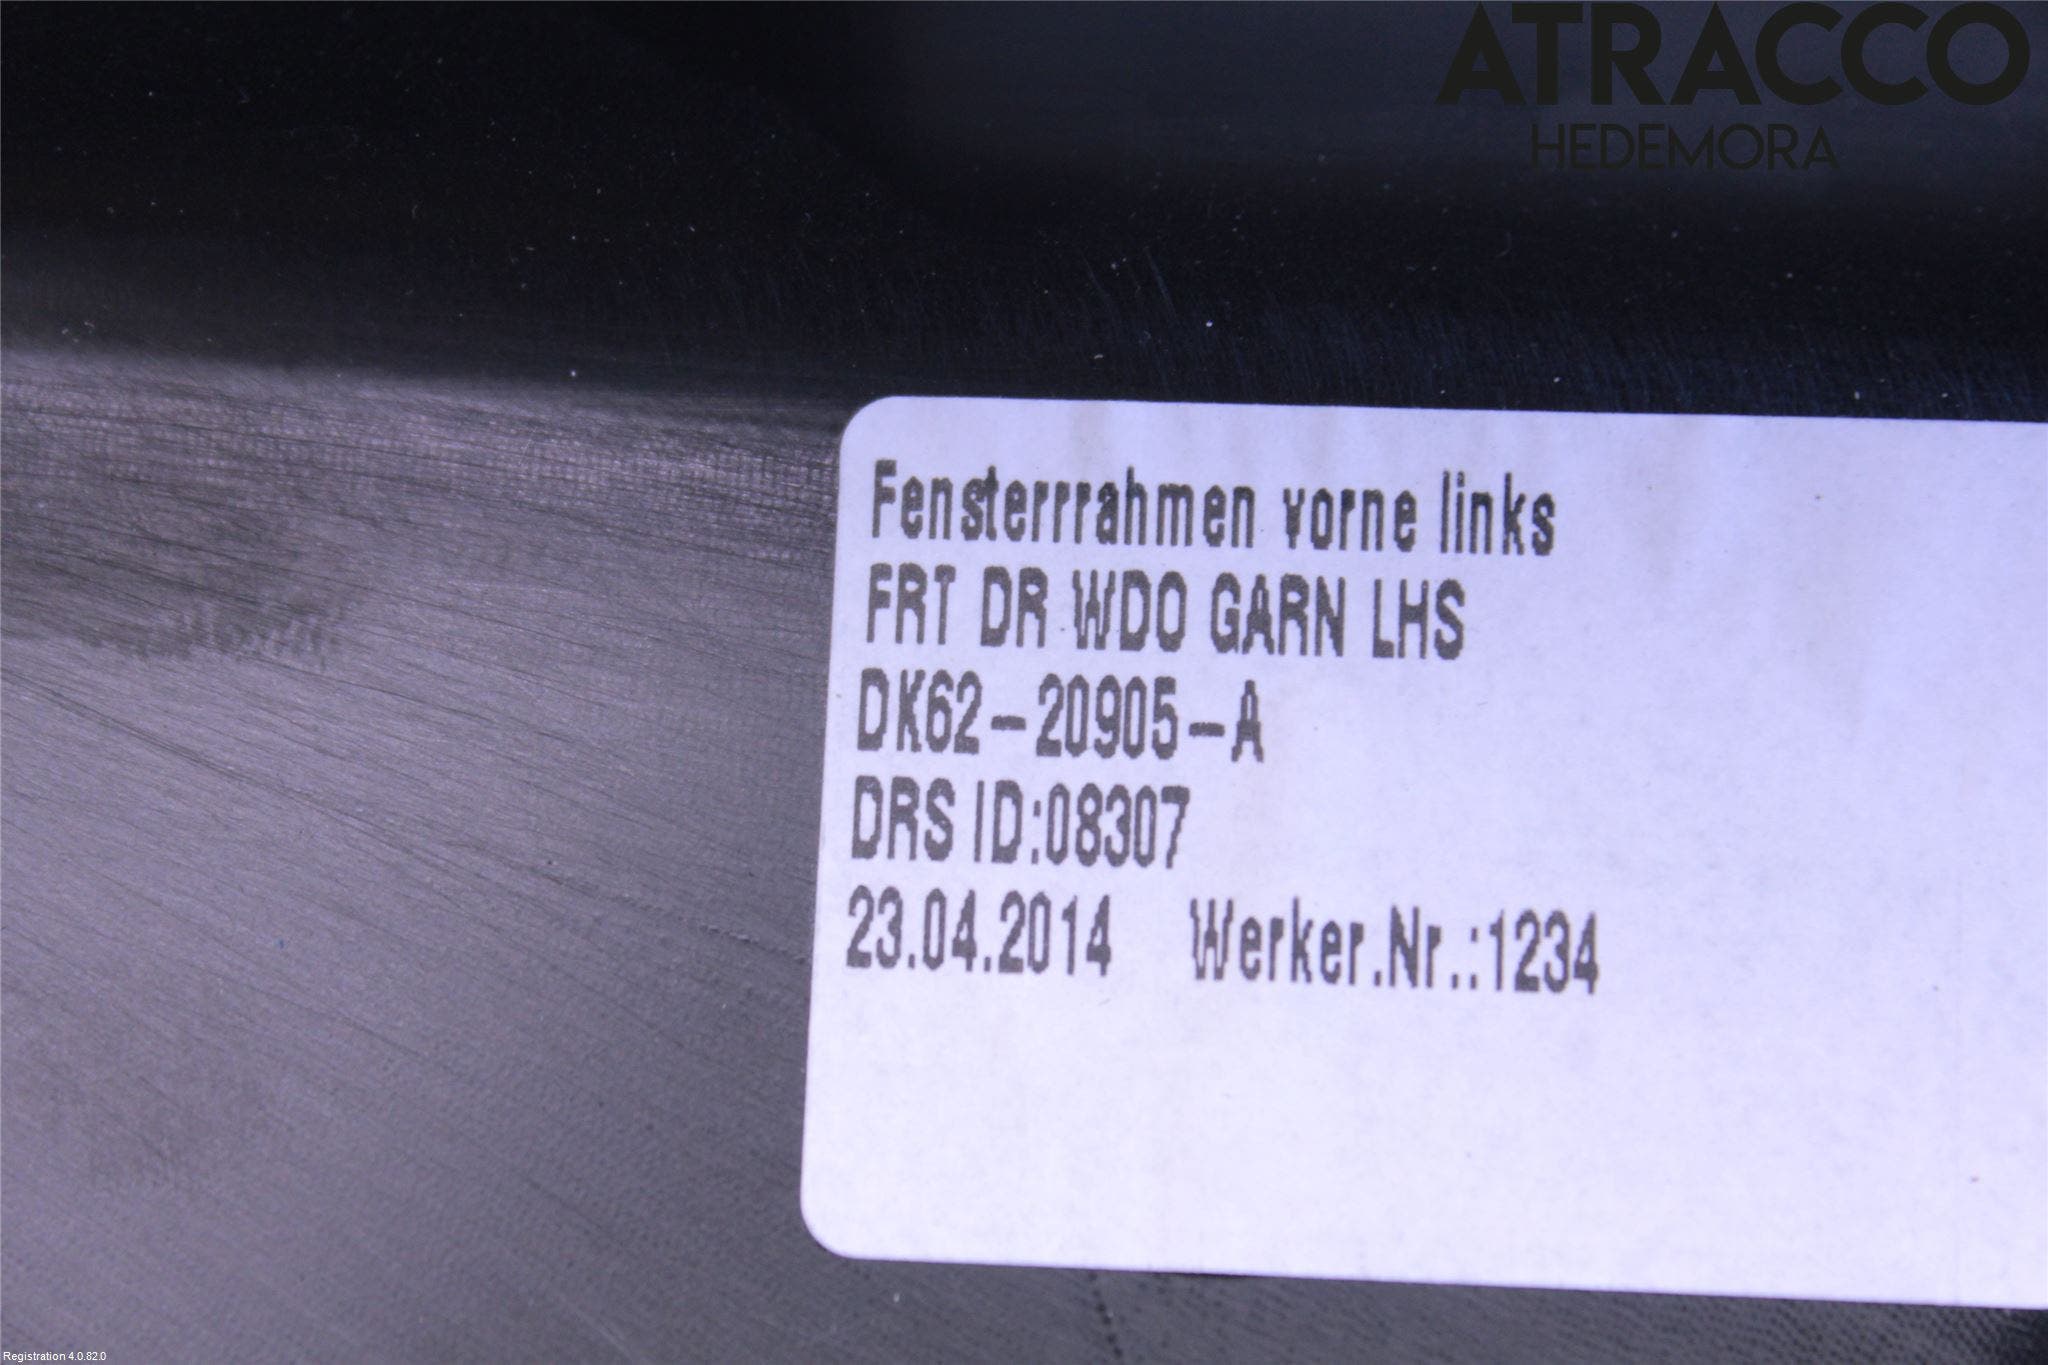 ATRACCO
HEDEMORA
Fensterrrahmen vorne links
FRT DR WDO GARN LHS
DK62-20905-A
DRS ID:08307
23.04.2014 Werker.Nr.:1234
Registration 4.0.82.0